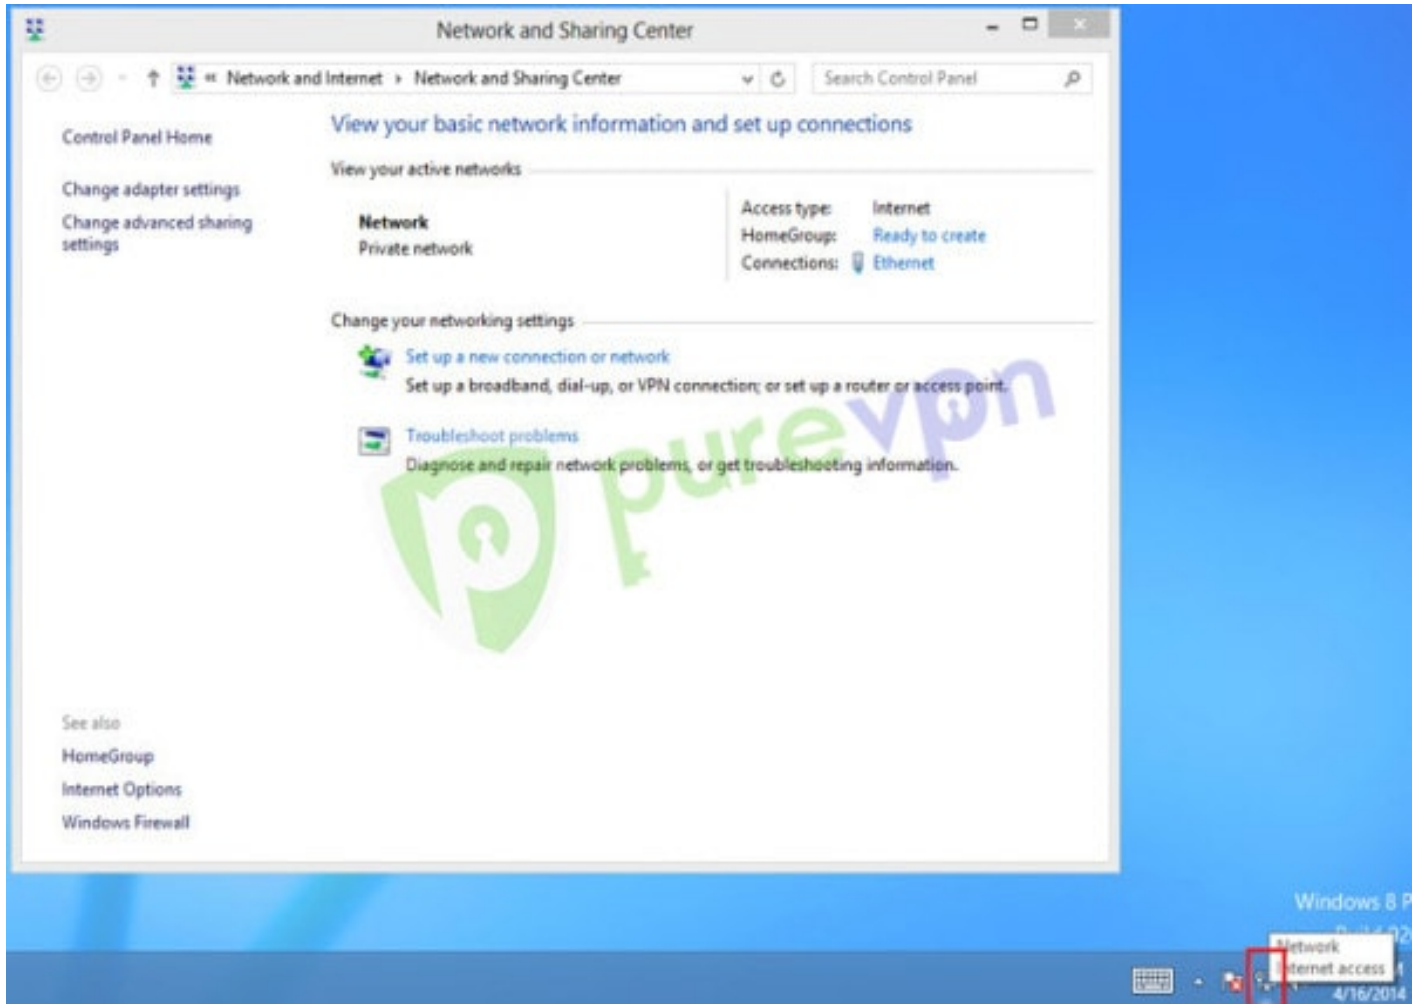 Network and Sharing Center
« Network and Internet › Network and Sharing Center
Search Control Panel
Control Panel Home
Change adapter settings
Change advanced sharing
settings
View your basic network information and set up connections
View your active networks
Network
Private network
Access type: Internet
HomeGroup: Ready to create
Connections: Ethernet
Change your networking settings
Set up a new connection or network
Set up a broadband, dial-up, or VPN connection; or set up a router or access point.
Troubleshoot problems
Diagnose and repair network problems, or get troubleshooting information.
purevpn
See also
HomeGroup
Internet Options
Windows Firewall
Windows 8 P
Network
Internet access
4/16/2014